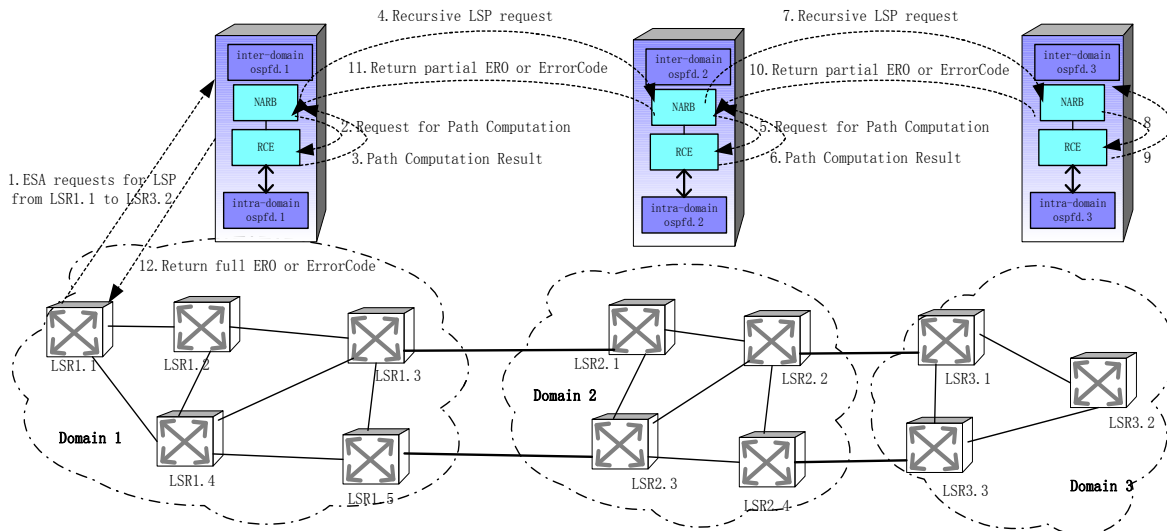 4.Recursive LSP request
7.Recursive LSP request
inter-domain
ospfd.1
inter-domain
ospfd.2
inter-domain
ospfd.3
11.Return partial ERO or ErrorCode
10.Return partial ERO or ErrorCode
NARB
NARB
NARB
2.Request for Path Computation
5.Request for Path Computation
8
RCE
RCE
RCE
3.Path Computation Result
6.Path Computation Result
9
1.ESA requests for LSP
from LSR1.1 to LSR3.2
intra-domain
ospfd.1
intra-domain
ospfd.2
intra-domain
ospfd.3
12.Return full ERO or ErrorCode
LSR1.1
LSR1.2
LSR1.3
LSR2.1
LSR2.2
LSR3.1
Domain 1
Domain 2
LSR3.2
LSR1.4
LSR1.5
LSR2.3
LSR2.4
LSR3.3
Domain 3